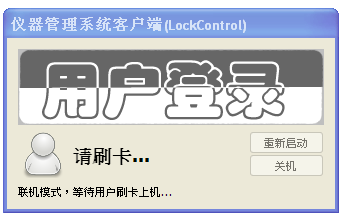 仪器管理系统客户端(LockControl)
用户登录
请刷卡...
重新启动
关机
联机模式，等待用户刷卡上机...